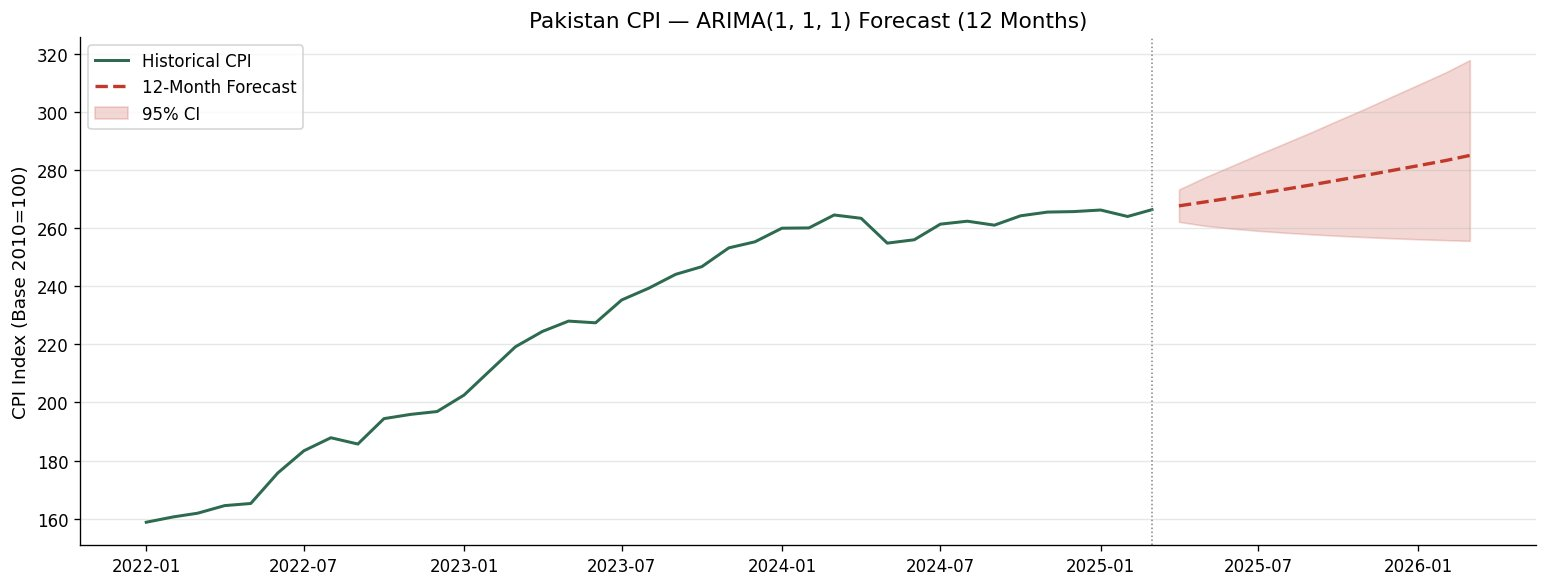 Pakistan CPI — ARIMA(1, 1, 1) Forecast (12 Months)
Historical CPI
12-Month Forecast
95% CI
CPI Index (Base 2010=100)
320
300
280
260
240
220
200
180
160
2022-01 2022-07 2023-01 2023-07 2024-01 2024-07 2025-01 2025-07 2026-01